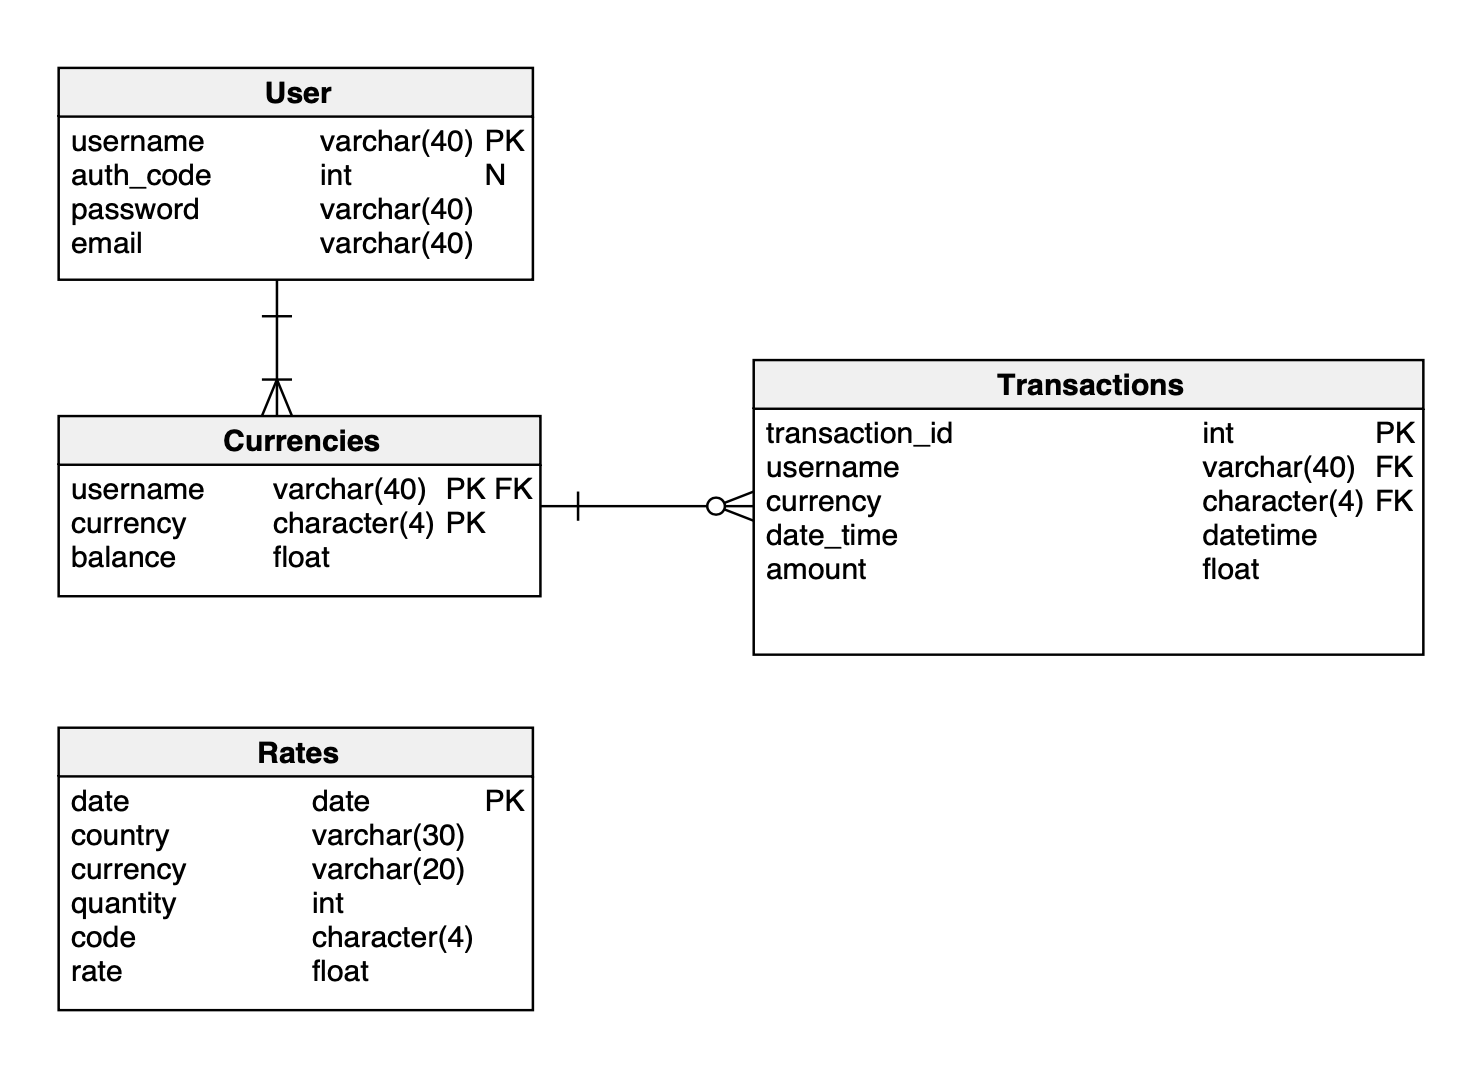 User
username varchar(40) PK
auth_code int N
password varchar(40)
email varchar(40)
Currencies
username varchar(40) PK FK
currency character(4) PK
balance float
Transactions
transaction_id int PK
username varchar(40) FK
currency character(4) FK
date_time datetime
amount float
Rates
date date PK
country varchar(30)
currency varchar(20)
quantity int
code character(4)
rate float